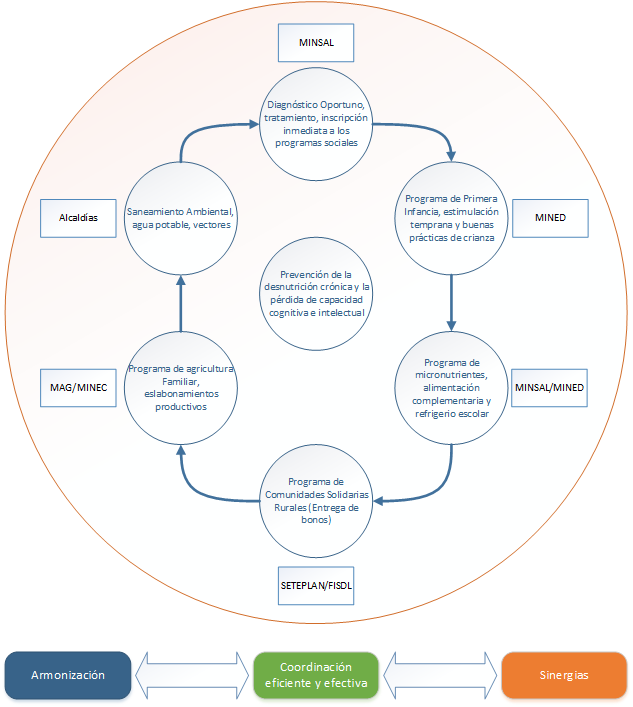 MINSAL
Diagnóstico Oportuno,
tratamiento, inscripción
inmediata a los
programas sociales
Alcaldías
Saneamiento Ambiental,
agua potable, vectores
Programa de Primera
Infancia, estimulación
temprana y buenas
prácticas de crianza
MINED
Prevención de la
desnutrición crónica y la
pérdida de capacidad
cognitiva e intelectual
MAG/MINEC
Programa de agricultura
Familiar,
eslabonamientos
productivos
Programa de
micronutrientes,
alimentación
complementaria y
refrigerio escolar
MINSAL/MINED
Programa de
Comunidades Solidarias
Rurales (Entrega de
bonos)
SETEPLAN/FISDL
Armonización
Coordinación
eficiente y efectiva
Sinergias